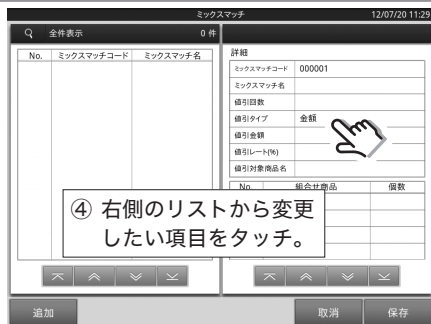 ミックスマッチ 12/07/20 11:29
全件表示 0 件
No. ミックスマッチコード ミックスマッチ名
詳細
ミックスマッチコード 000001
ミックスマッチ名
値引回数
値引タイプ 金額
値引金額
値引レート(%)
値引対象商品名
No. 組合せ商品 個数
④ 右側のリストから変更
したい項目をタッチ。
追加 取消 保存